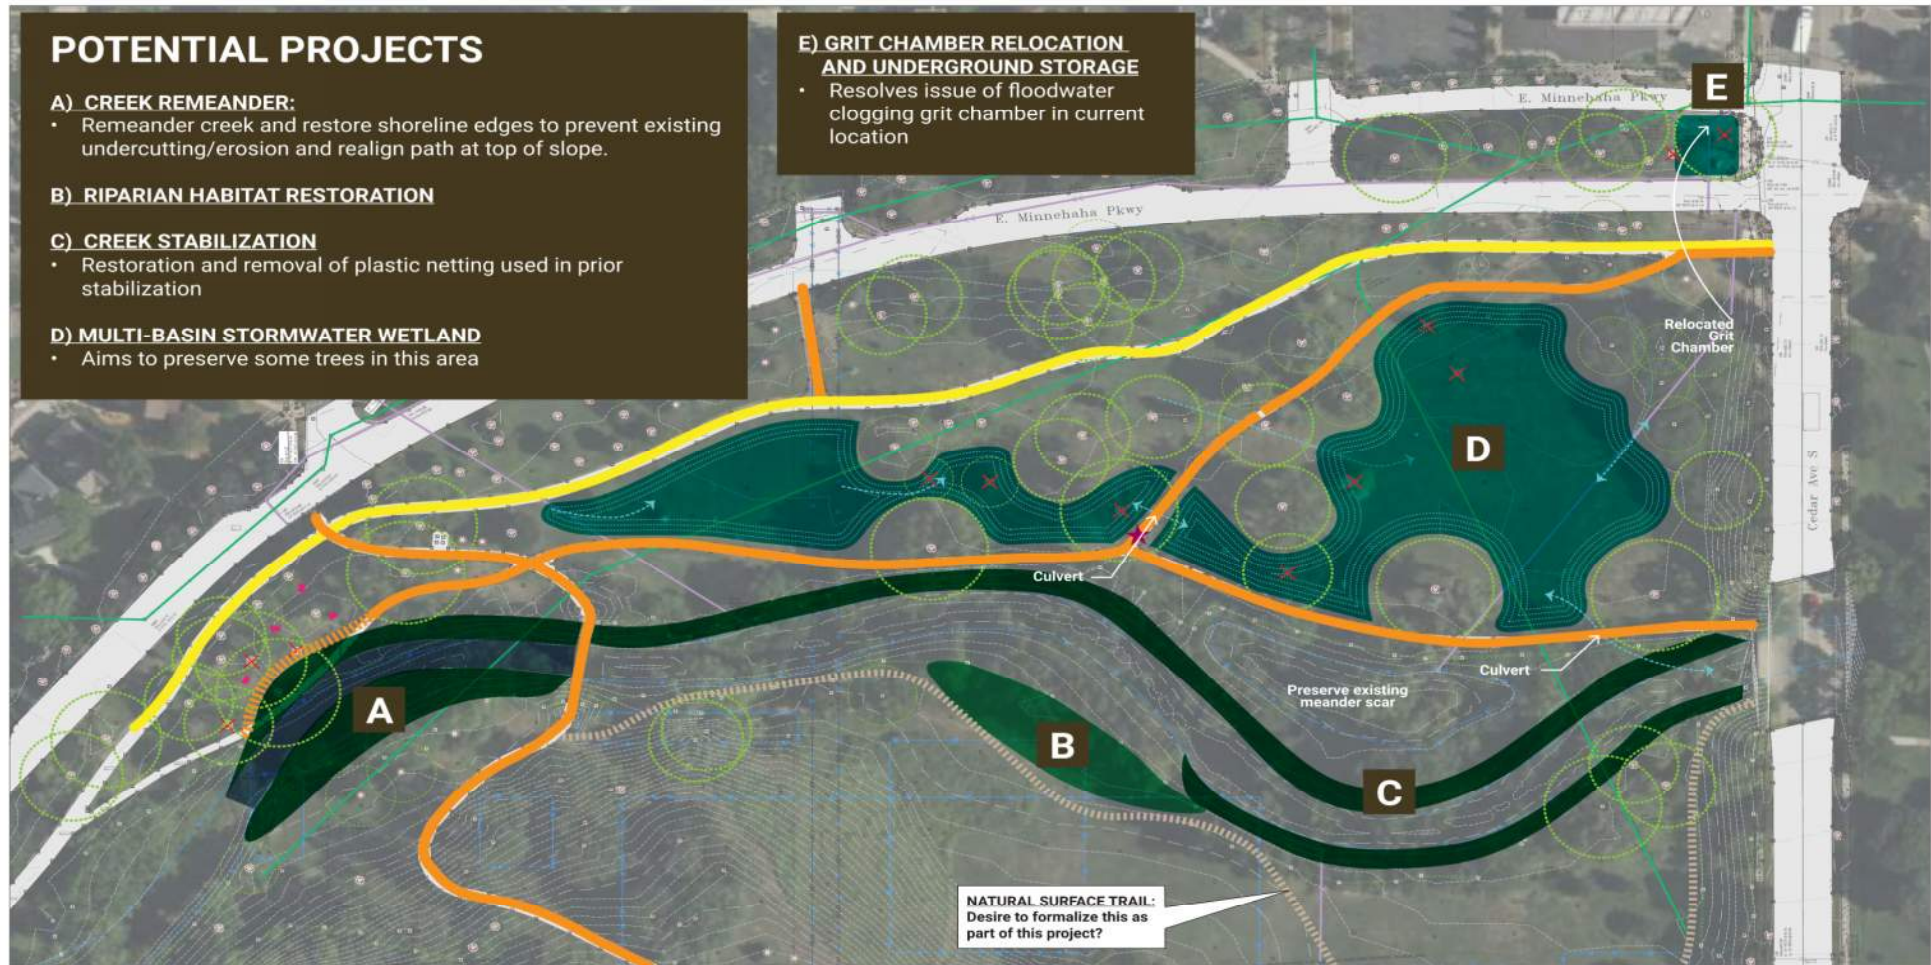 POTENTIAL PROJECTS
A) CREEK REMEANDER:
• Remeander creek and restore shoreline edges to prevent existing
undercutting/erosion and realign path at top of slope.
B) RIPARIAN HABITAT RESTORATION
C) CREEK STABILIZATION
• Restoration and removal of plastic netting used in prior
stabilization
D) MULTI-BASIN STORMWATER WETLAND
• Aims to preserve some trees in this area
E) GRIT CHAMBER RELOCATION
AND UNDERGROUND STORAGE
• Resolves issue of floodwater
clogging grit chamber in current
location
E
E. Minnehaha Pkwy
E. Minnehaha Pkwy
Relocated
Grit
Chamber
D
Cedar Ave S
Culvert
Culvert
Preserve existing
meander scar
A
B
C
NATURAL SURFACE TRAIL:
Desire to formalize this as
part of this project?